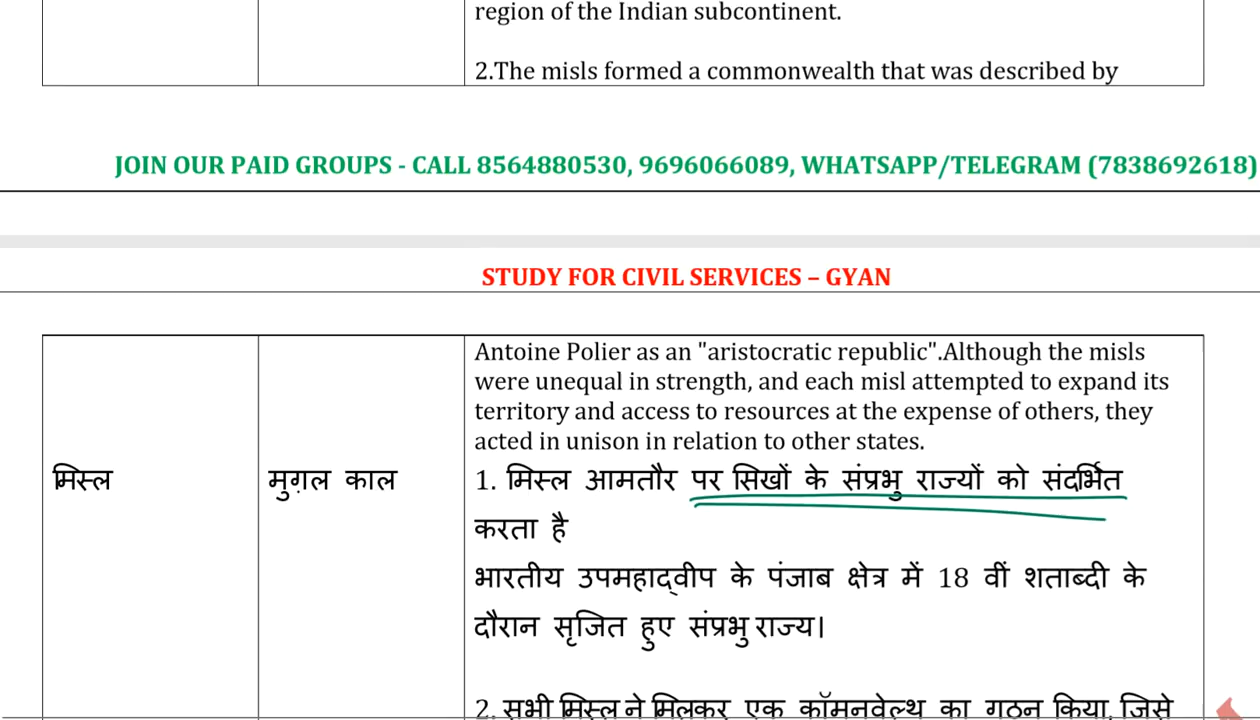 region of the Indian subcontinent.
2.The misls formed a commonwealth that was described by
JOIN OUR PAID GROUPS - CALL 8564880530, 9696066089, WHATSAPP/TELEGRAM (7838692618)
STUDY FOR CIVIL SERVICES – GYAN
Antoine Polier as an "aristocratic republic".Although the misls
were unequal in strength, and each misl attempted to expand its
territory and access to resources at the expense of others, they
acted in unison in relation to other states.
मिस्ल मुग़ल काल 1. मिस्ल आमतौर पर सिखों के संप्रभु राज्यों को संदर्भित
करता है
भारतीय उपमहाद्वीप के पंजाब क्षेत्र में 18 वीं शताब्दी के
दौरान सृजित हुए संप्रभु राज्य।
2. सभी मिस्ल ने मिलकर एक कॉमनवेल्थ का गठन किया, जिसे